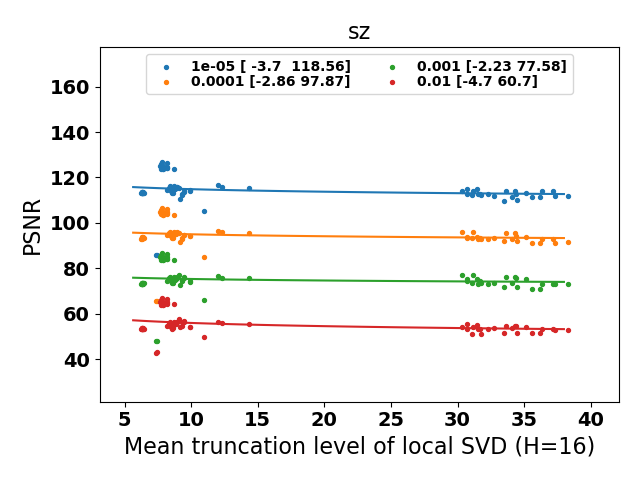 sz
1e-05 [ -3.7  118.56]
0.0001 [-2.86 97.87]
0.001 [-2.23 77.58]
0.01 [-4.7 60.7]
PSNR
160
140
120
100
80
60
40
5 10 15 20 25 30 35 40
Mean truncation level of local SVD (H=16)